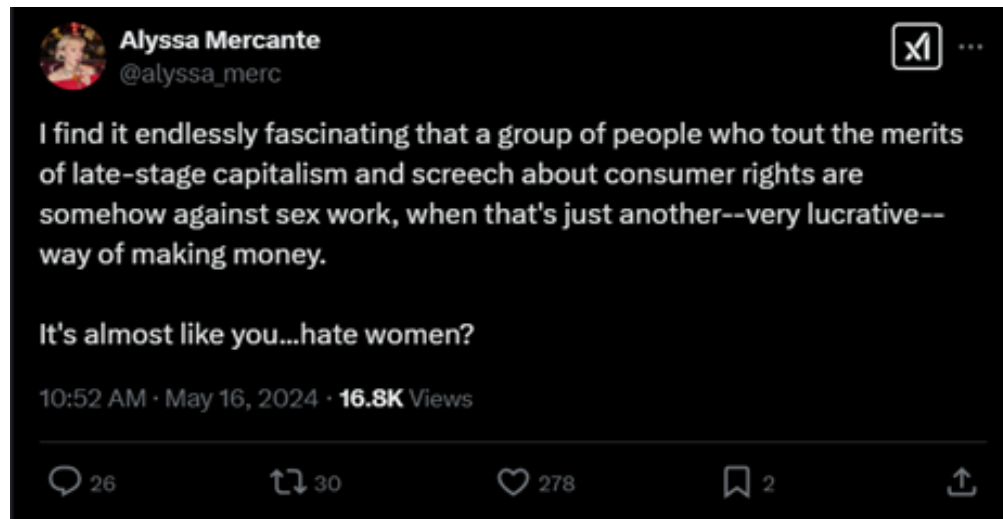 Alyssa Mercante
@alyssa_merc
I find it endlessly fascinating that a group of people who tout the merits
of late-stage capitalism and screech about consumer rights are
somehow against sex work, when that's just another--very lucrative--
way of making money.
It's almost like you...hate women?
10:52 AM · May 16, 2024 · 16.8K Views
26 30 278 2